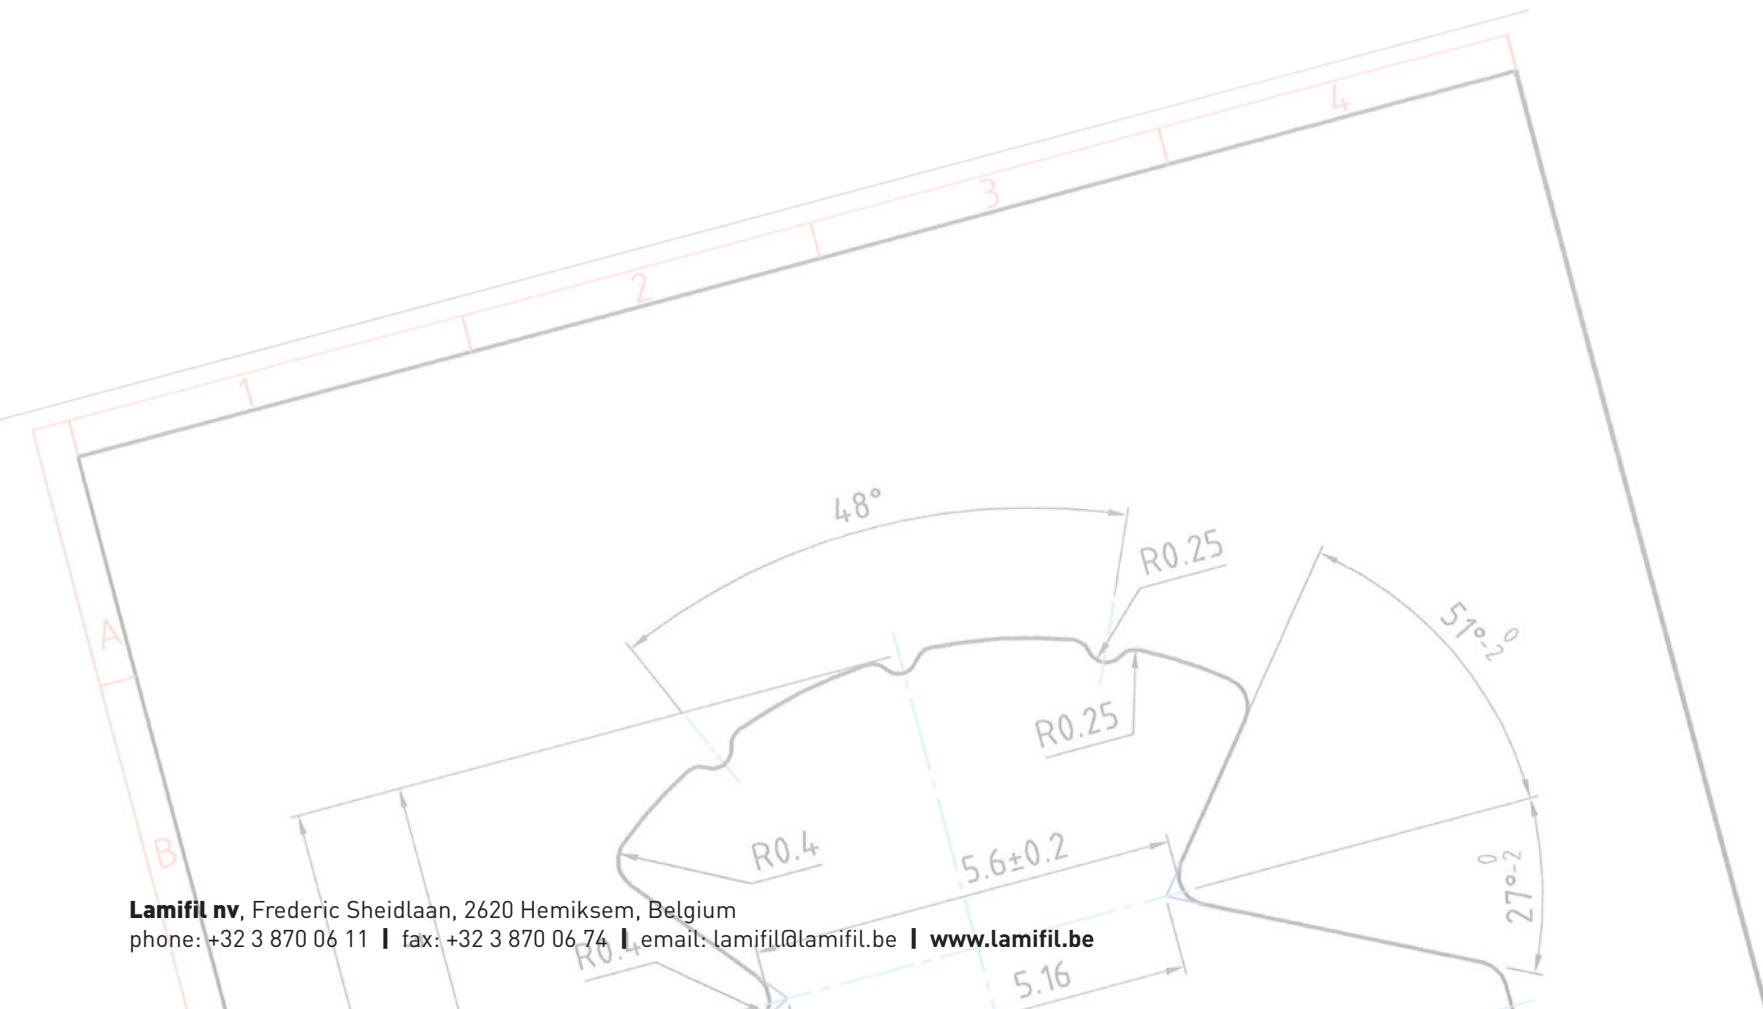 4
3
2
1
48°
R0.25
51° 0 -2
A
R0.25
B
R0.4
5.6±0.2
27° 0 -2
Lamifil nv, Frederic Sheidlaan, 2620 Hemiksem, Belgium
phone: +32 3 870 06 11 | fax: +32 3 870 06 74 | email: lamifil@lamifil.be | www.lamifil.be
R0.4
5.16